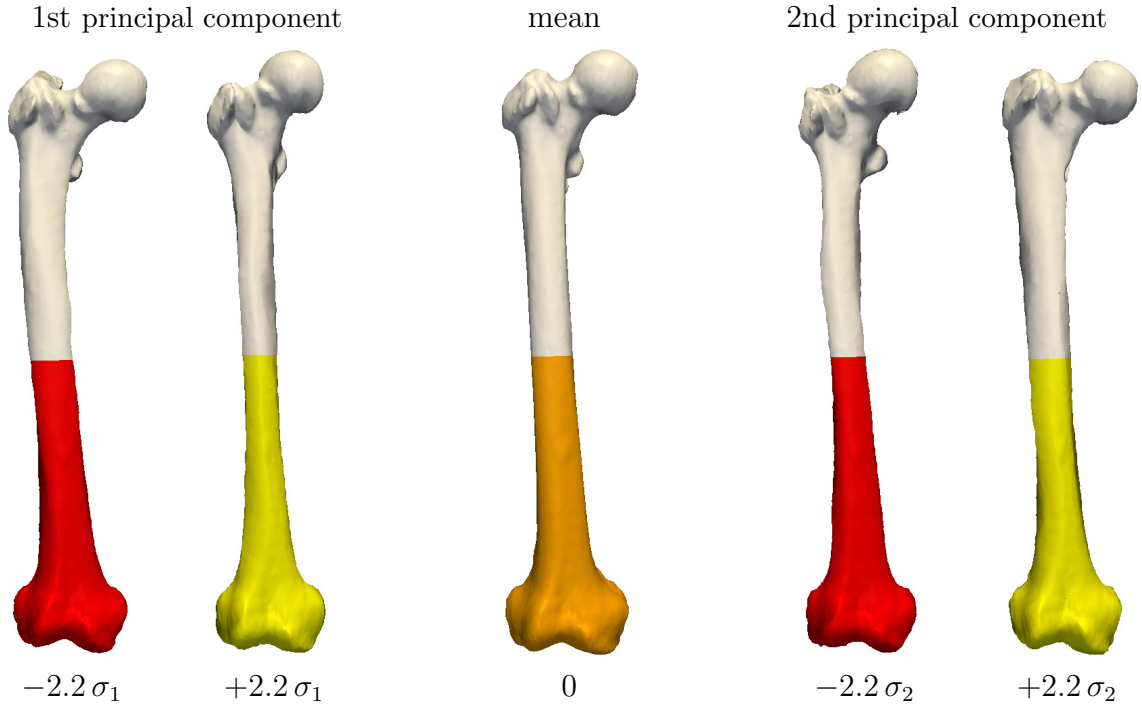 1st principal component mean 2nd principal component
−2.2 σ₁ +2.2 σ₁ 0 −2.2 σ₂ +2.2 σ₂